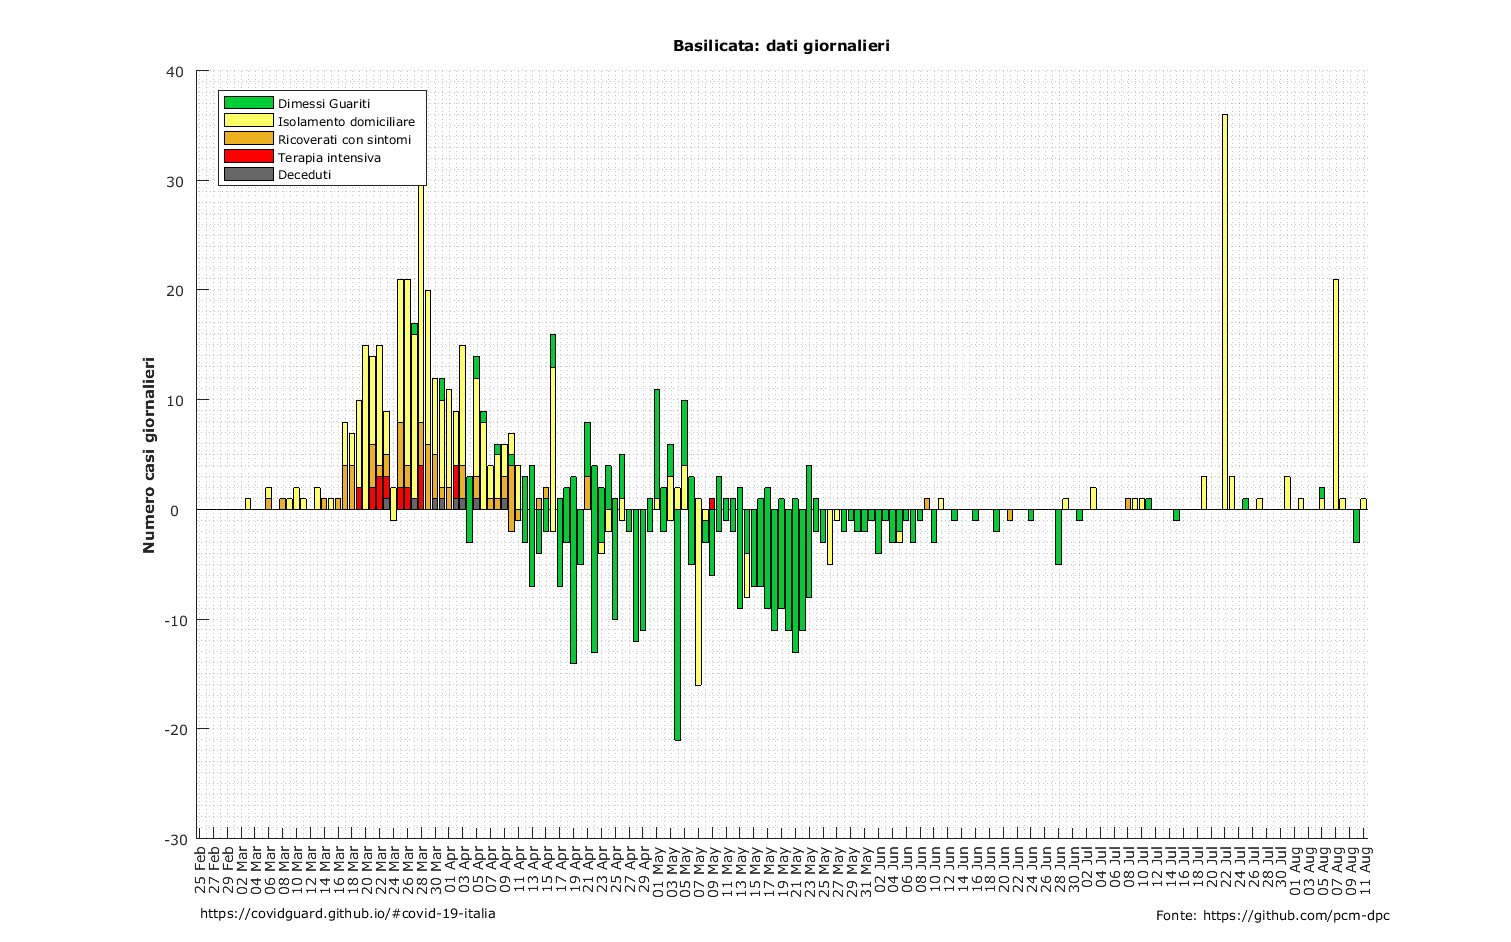 Basilicata: dati giornalieri
40
30
20
10
0
-10
-20
-30
Numero casi giornalieri
Dimessi Guariti
Isolamento domiciliare
Ricoverati con sintomi
Terapia intensiva
Deceduti
25 Feb
27 Feb
29 Feb
02 Mar
04 Mar
06 Mar
08 Mar
10 Mar
12 Mar
14 Mar
16 Mar
18 Mar
20 Mar
22 Mar
24 Mar
26 Mar
28 Mar
30 Mar
01 Apr
03 Apr
05 Apr
07 Apr
09 Apr
11 Apr
13 Apr
15 Apr
17 Apr
19 Apr
21 Apr
23 Apr
25 Apr
27 Apr
29 Apr
01 May
03 May
05 May
07 May
09 May
11 May
13 May
15 May
17 May
19 May
21 May
23 May
25 May
27 May
29 May
31 May
02 Jun
04 Jun
06 Jun
08 Jun
10 Jun
12 Jun
14 Jun
16 Jun
18 Jun
20 Jun
22 Jun
24 Jun
26 Jun
28 Jun
30 Jun
02 Jul
04 Jul
06 Jul
08 Jul
10 Jul
12 Jul
14 Jul
16 Jul
18 Jul
20 Jul
22 Jul
24 Jul
26 Jul
28 Jul
30 Jul
01 Aug
03 Aug
05 Aug
07 Aug
09 Aug
11 Aug
https://covidguard.github.io/#covid-19-italia
Fonte: https://github.com/pcm-dpc